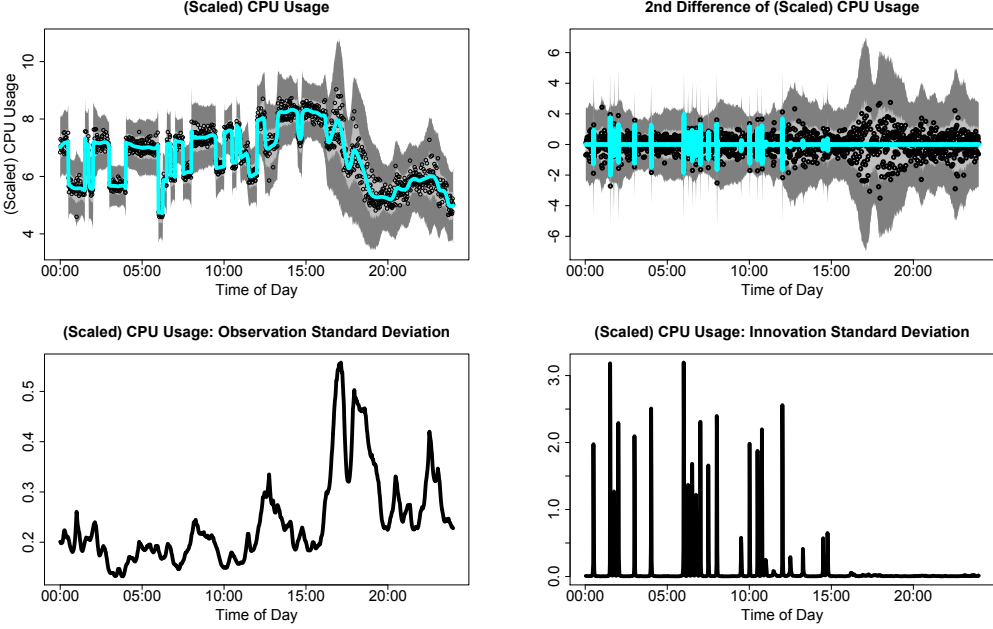 (Scaled) CPU Usage
2nd Difference of (Scaled) CPU Usage
(Scaled) CPU Usage
10
8
6
4
00:00 05:00 10:00 15:00 20:00
Time of Day
6
4
2
0
-2
-4
-6
00:00 05:00 10:00 15:00 20:00
Time of Day
(Scaled) CPU Usage: Observation Standard Deviation
(Scaled) CPU Usage: Innovation Standard Deviation
0.5
0.4
0.3
0.2
00:00 05:00 10:00 15:00 20:00
Time of Day
3.0
2.0
1.0
0.0
00:00 05:00 10:00 15:00 20:00
Time of Day